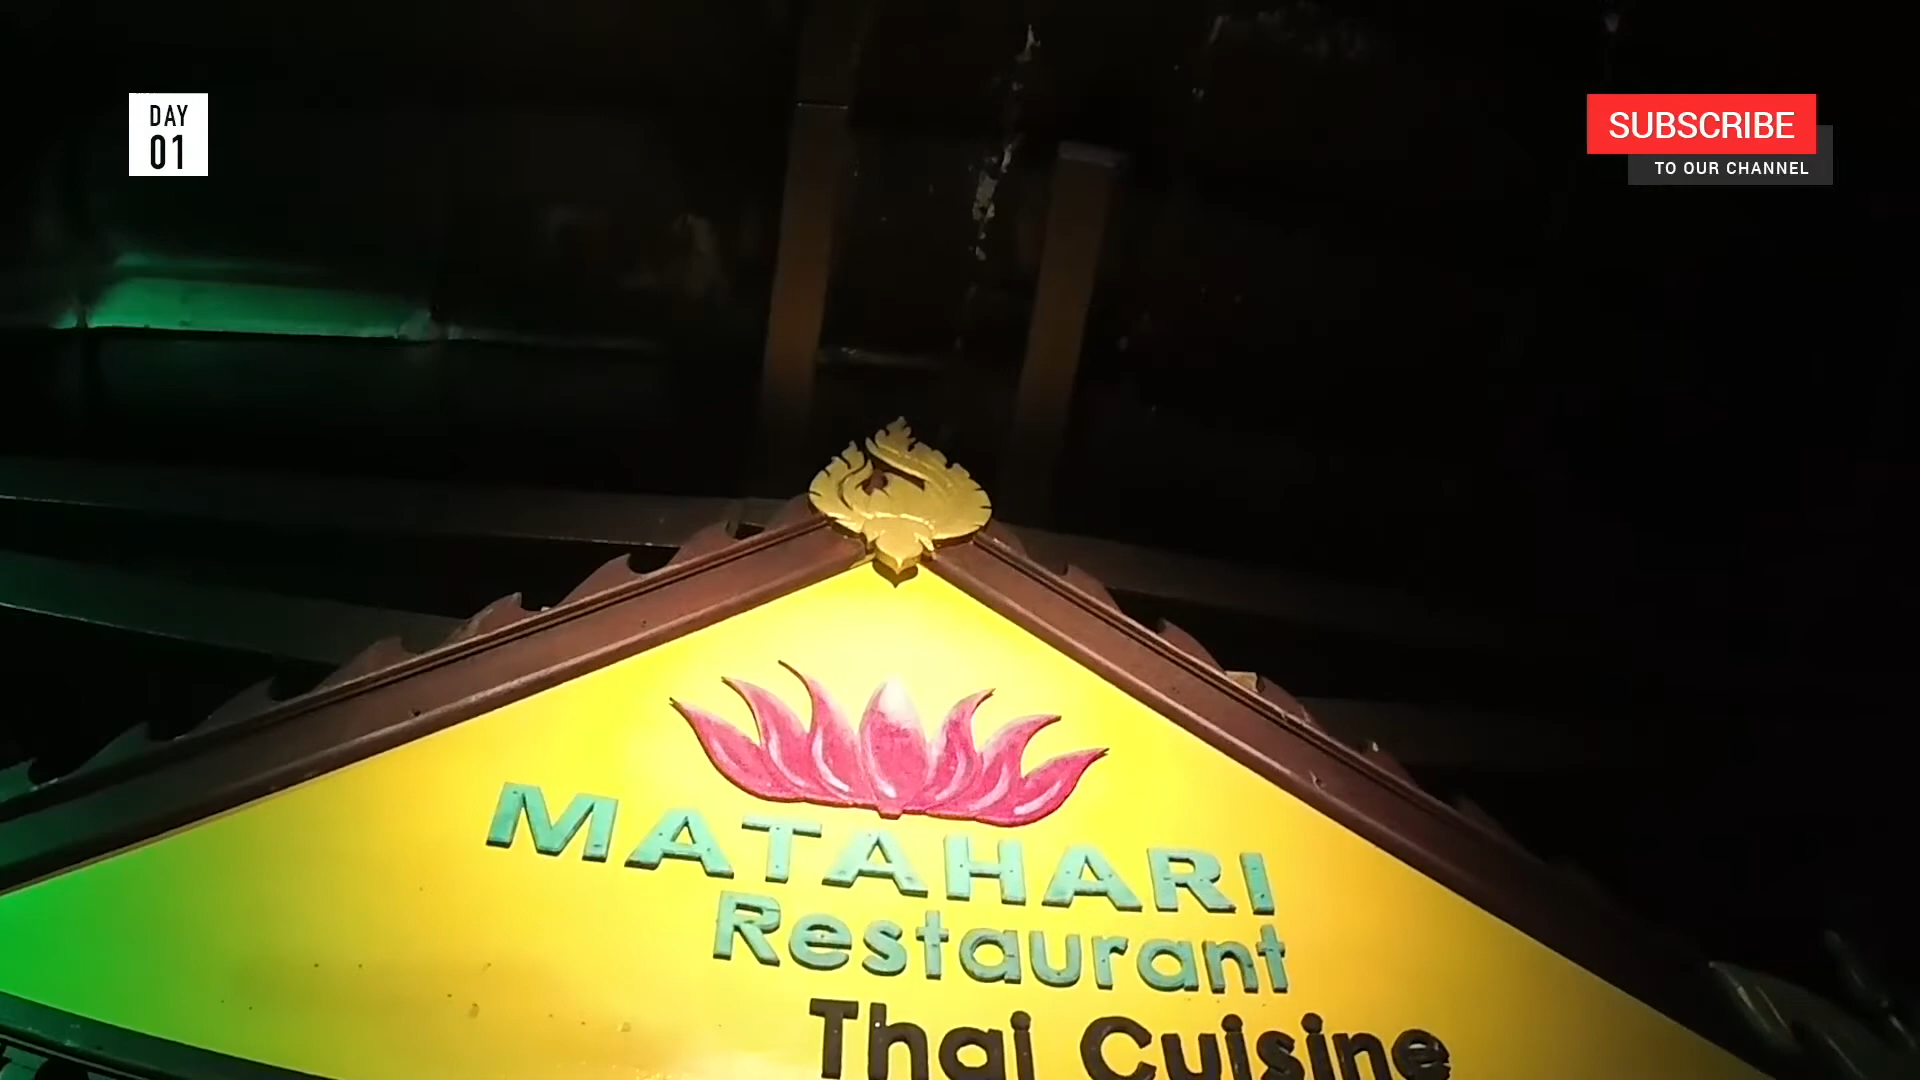 DAY
01
SUBSCRIBE
TO OUR CHANNEL
MATAHARI
Restaurant
Thai Cuisine